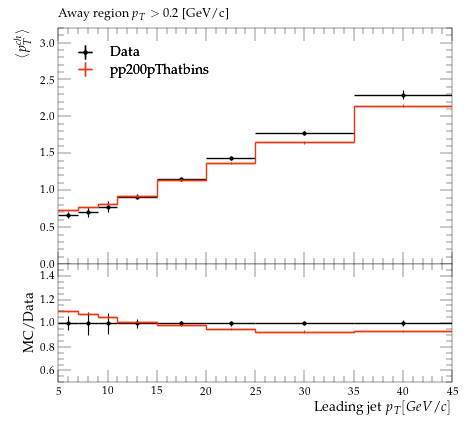 Away region p_T > 0.2 [GeV/c]
⟨p_T^ch⟩
Data
pp200pThatbins
3.0
2.5
2.0
1.5
1.0
0.5
0.0
MC/Data
1.4
1.2
1.0
0.8
0.6
5 10 15 20 25 30 35 40 45
Leading jet p_T[GeV/c]